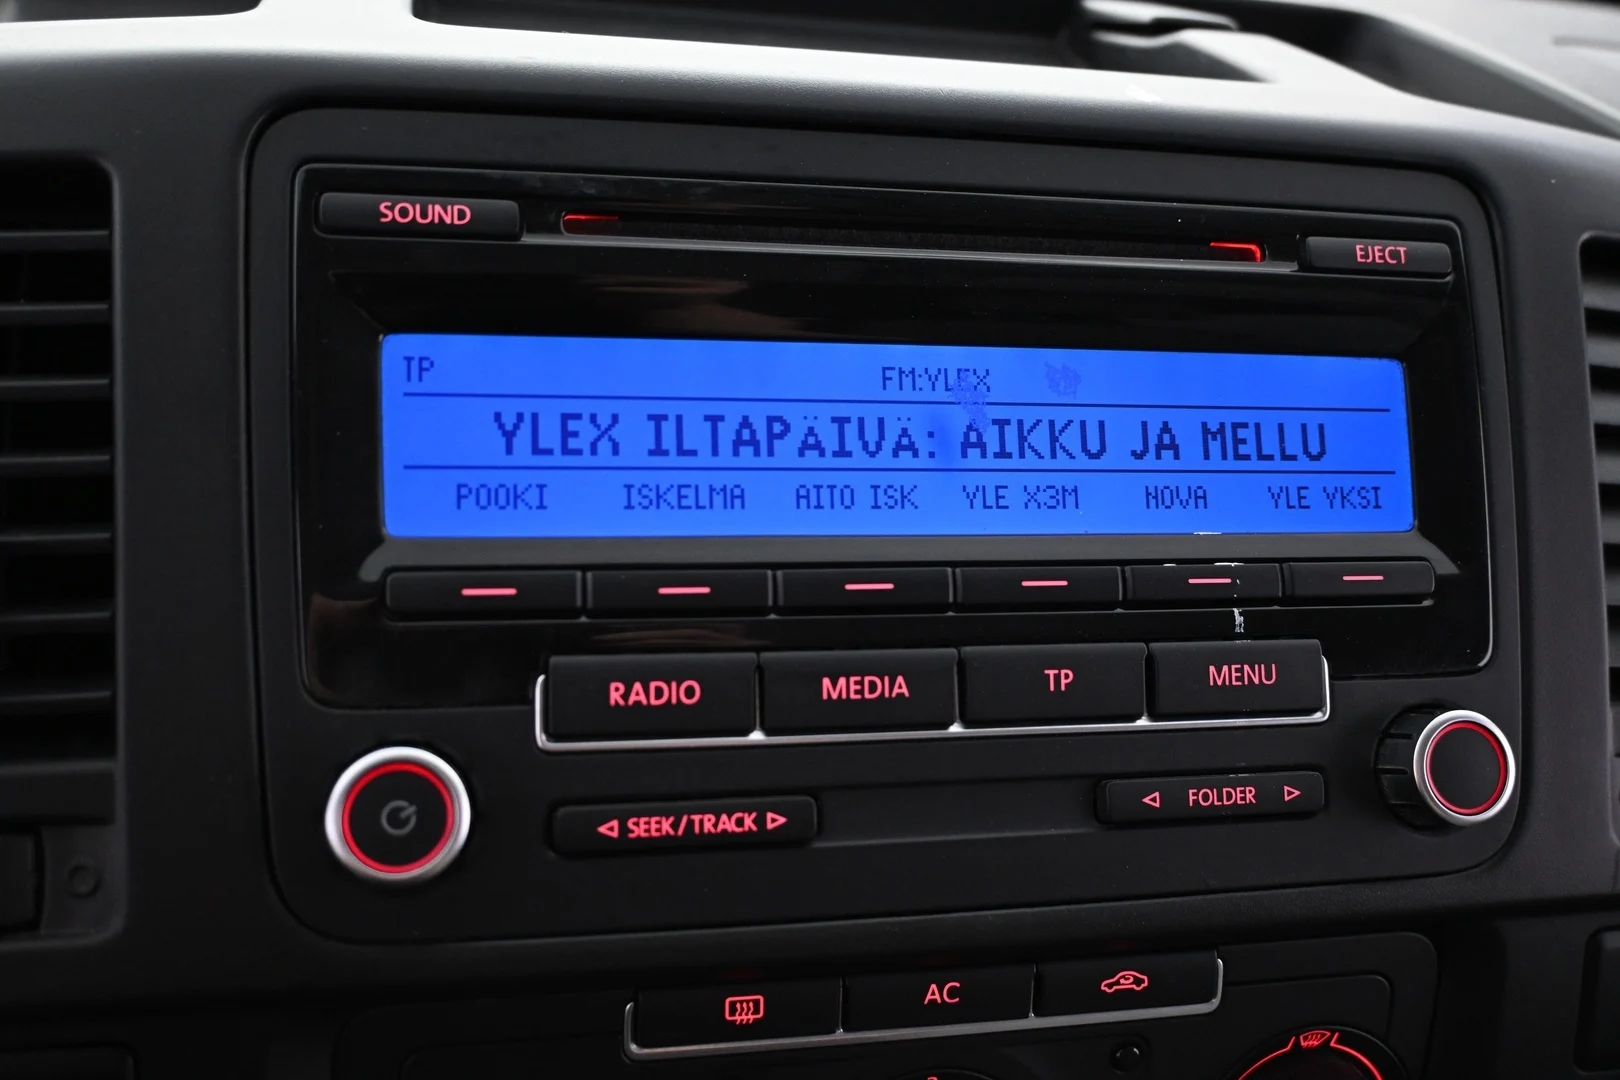 SOUND
EJECT
TP
FM:YLEX
YLEX ILTAPÄIVÄ: AIKKU JA MELLU
POOKI ISKELMA AITO ISK YLE X3M NOVA YLE YKSI
RADIO MEDIA TP MENU
SEEK/TRACK
FOLDER
AC